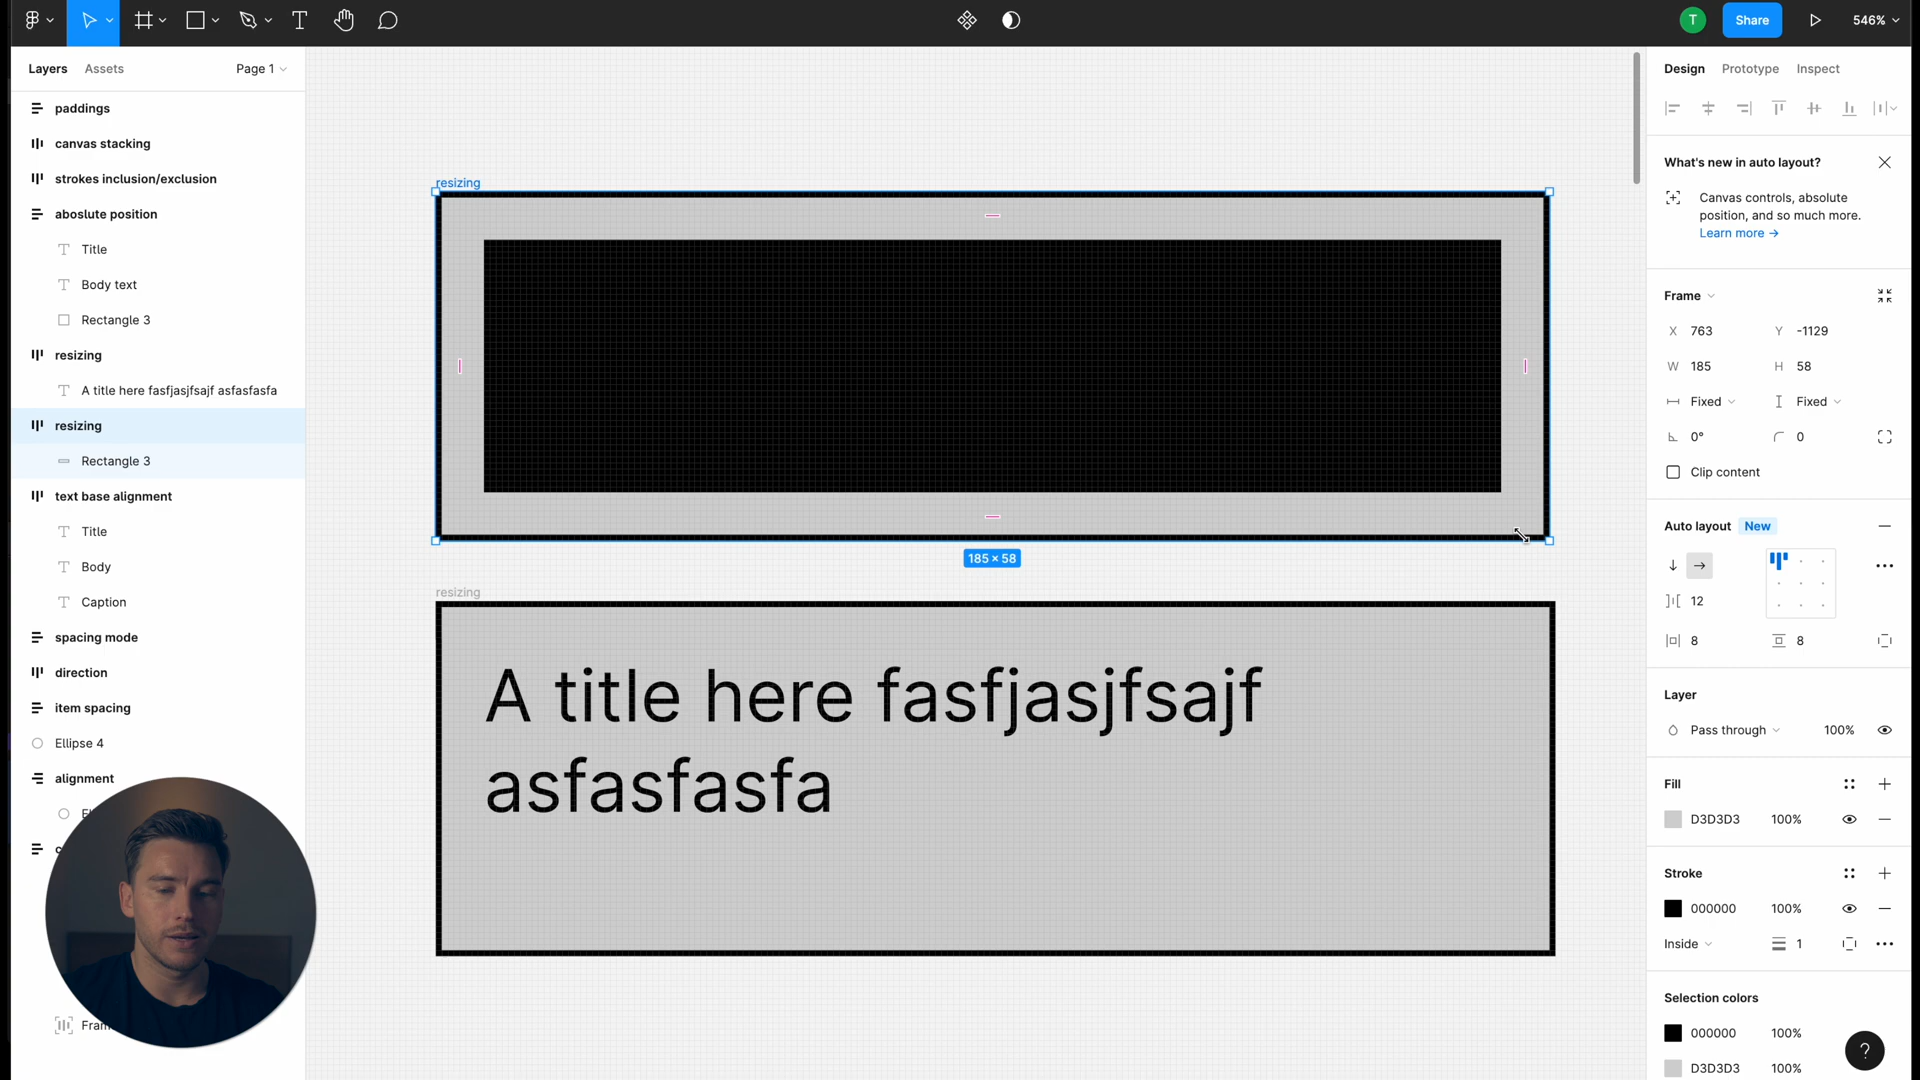 T
Share
546%
Layers
Assets
Page 1
paddings
canvas stacking
strokes inclusion/exclusion
aboslute position
Title
Body text
Rectangle 3
resizing
A title here fasfjasjfsajf asfasfasfa
resizing
Rectangle 3
text base alignment
Title
Body
Caption
spacing mode
direction
item spacing
Ellipse 4
alignment
resizing
185 × 58
resizing
A title here fasfjasjfsajf
asfasfasfa
Design
Prototype
Inspect
What's new in auto layout?
Canvas controls, absolute
position, and so much more.
Learn more →
Frame
X 763
Y -1129
W 185
H 58
Fixed
Fixed
0°
0
Clip content
Auto layout New
12
8
8
Layer
Pass through
100%
Fill
D3D3D3 100%
Stroke
000000 100%
Inside
1
Selection colors
000000 100%
D3D3D3 100%
?